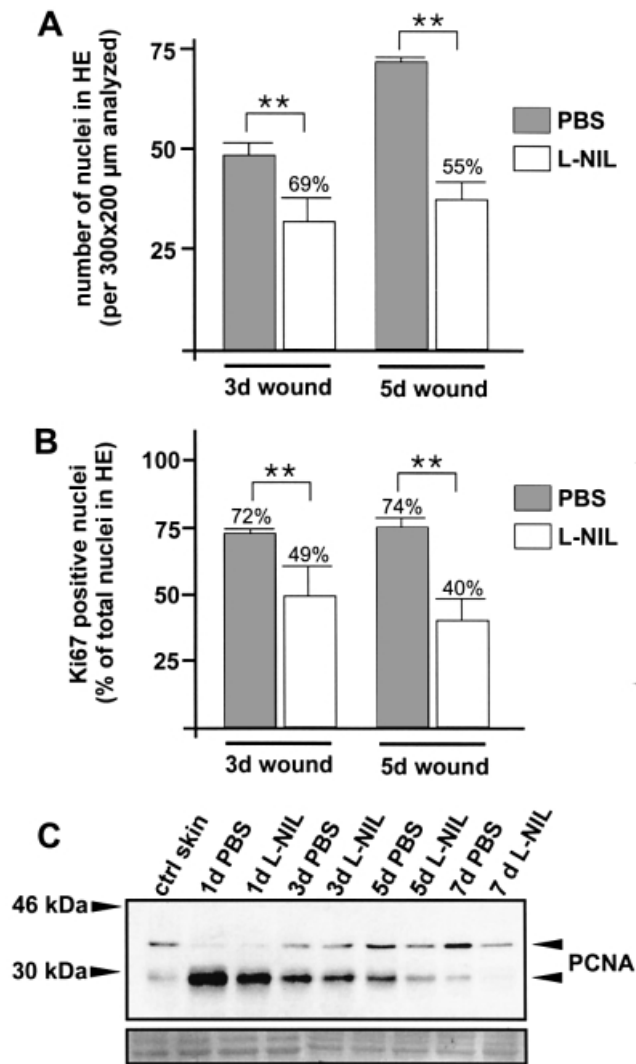 A
number of nuclei in HE
(per 300x200 µm analyzed)
75
50
25
**
**
69%
55%
PBS
L-NIL
3d wound
5d wound
B
Ki67 positive nuclei
(% of total nuclei in HE)
100
75
50
25
**
**
72%
49%
74%
40%
PBS
L-NIL
3d wound
5d wound
C
ctrl skin
1d PBS
1d L-NIL
3d PBS
3d L-NIL
5d PBS
5d L-NIL
7d PBS
7 d L-NIL
46 kDa
30 kDa
PCNA